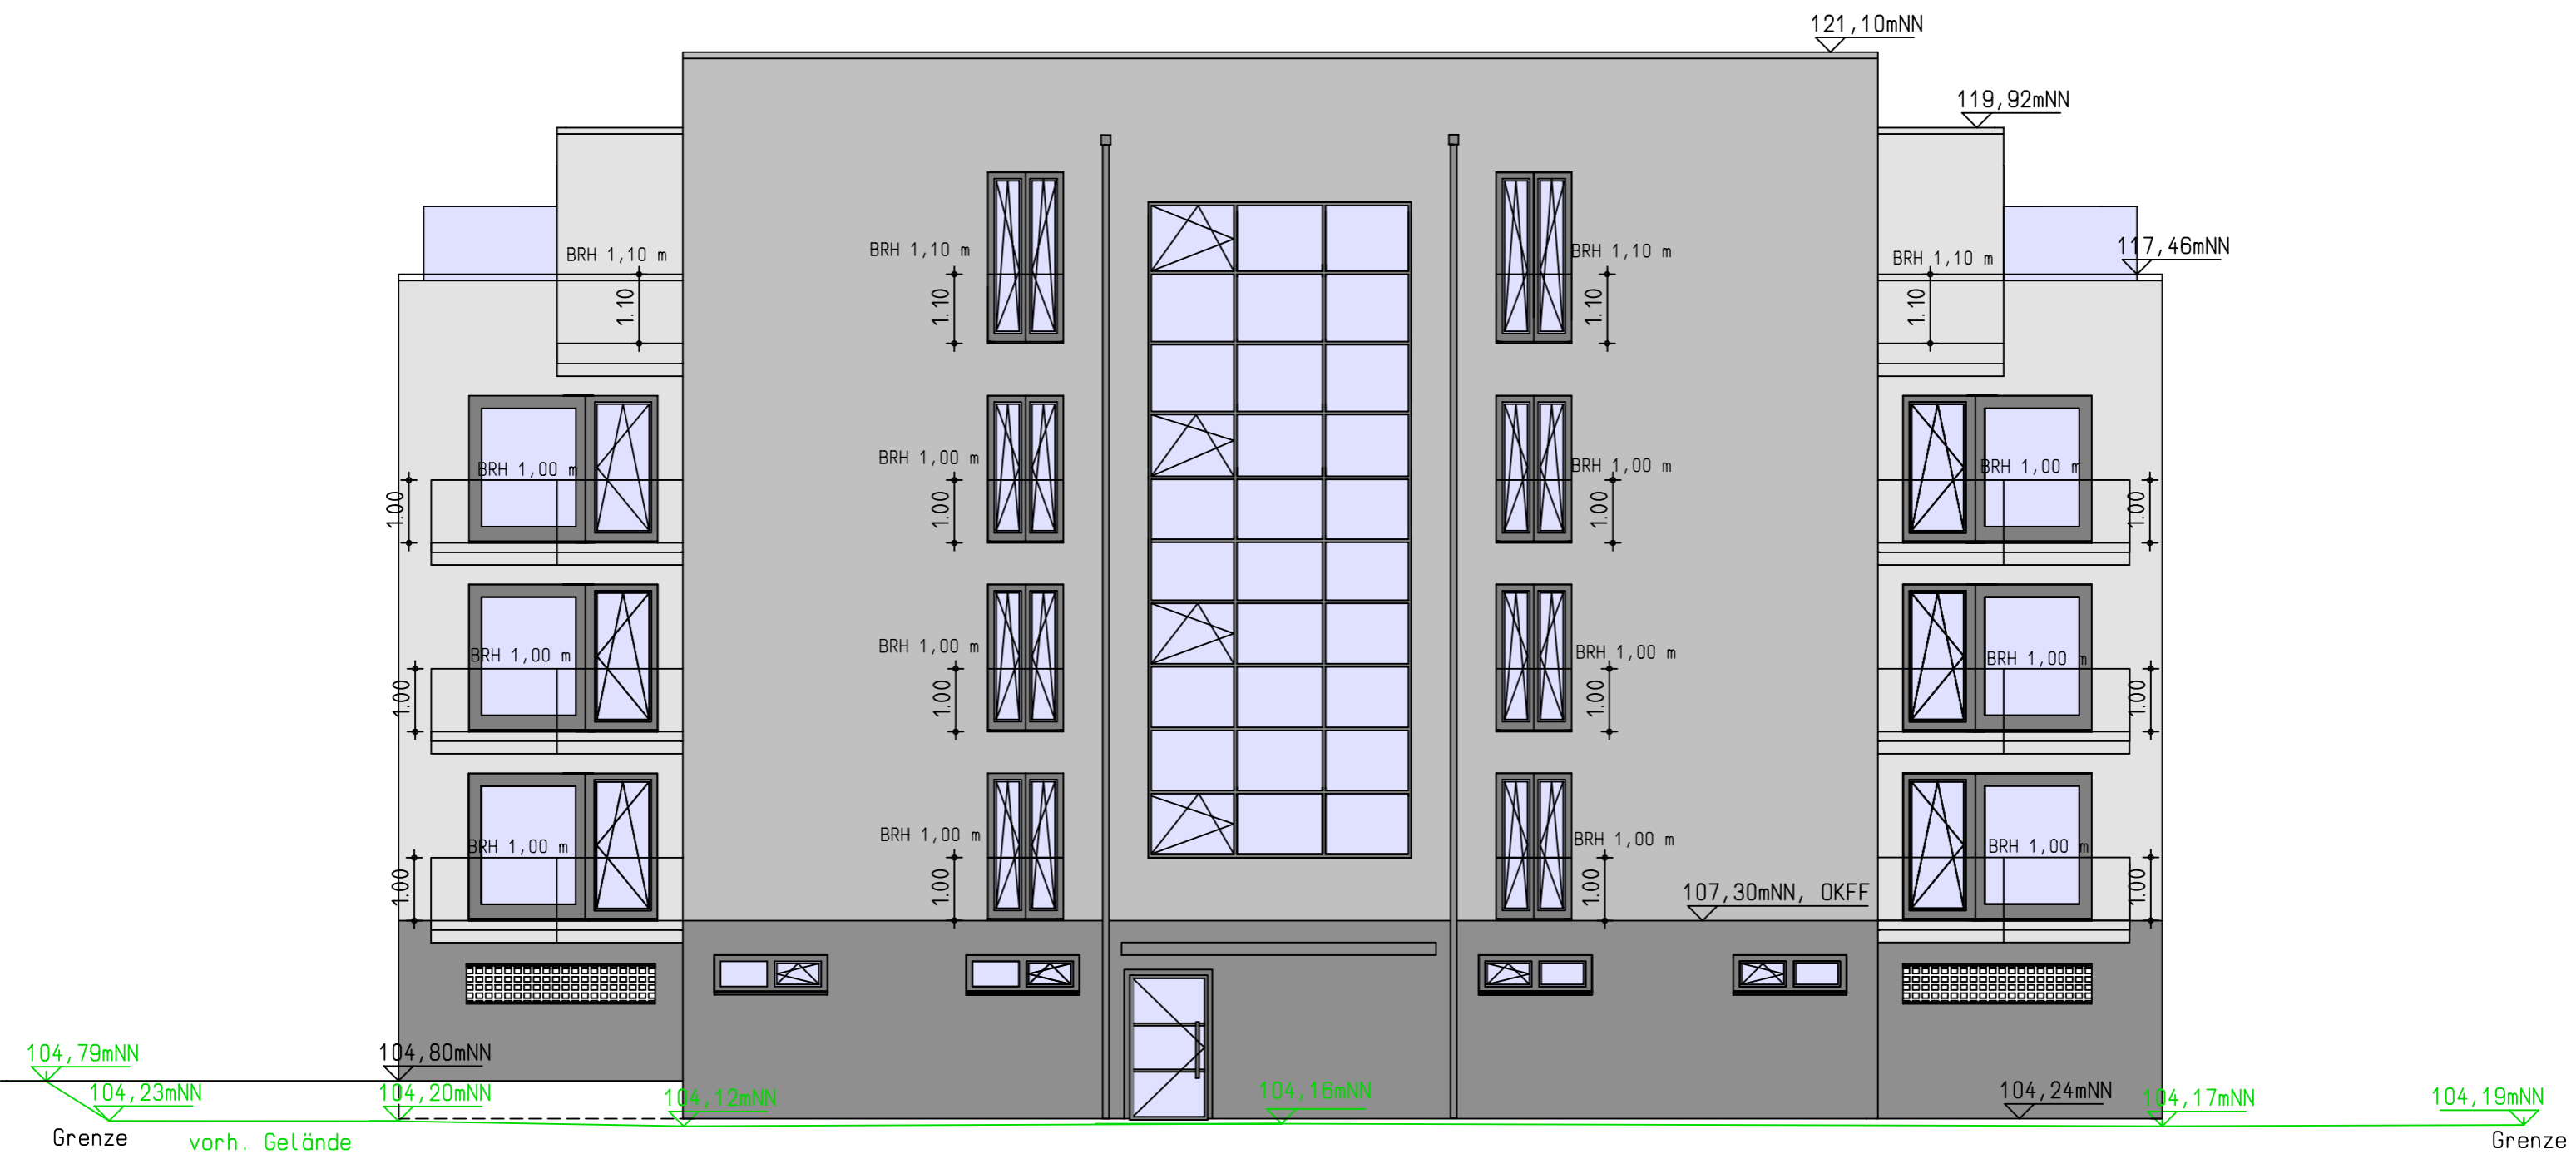 121,10mNN
119,92mNN
117,46mNN
BRH 1,10 m
BRH 1,10 m
BRH 1,10 m
BRH 1,10 m
1.10
1.10
1.10
1.10
BRH 1,00 m
BRH 1,00 m
BRH 1,00 m
BRH 1,00 m
1.00
1.00
1.00
1.00
BRH 1,00 m
BRH 1,00 m
BRH 1,00 m
BRH 1,00 m
1.00
1.00
1.00
1.00
BRH 1,00 m
BRH 1,00 m
BRH 1,00 m
BRH 1,00 m
1.00
1.00
1.00
1.00
107,30mNN, OKFF
104,79mNN
104,80mNN
104,23mNN
104,20mNN
104,12mNN
104,16mNN
104,24mNN
104,17mNN
104,19mNN
Grenze
vorh. Gelände
Grenze